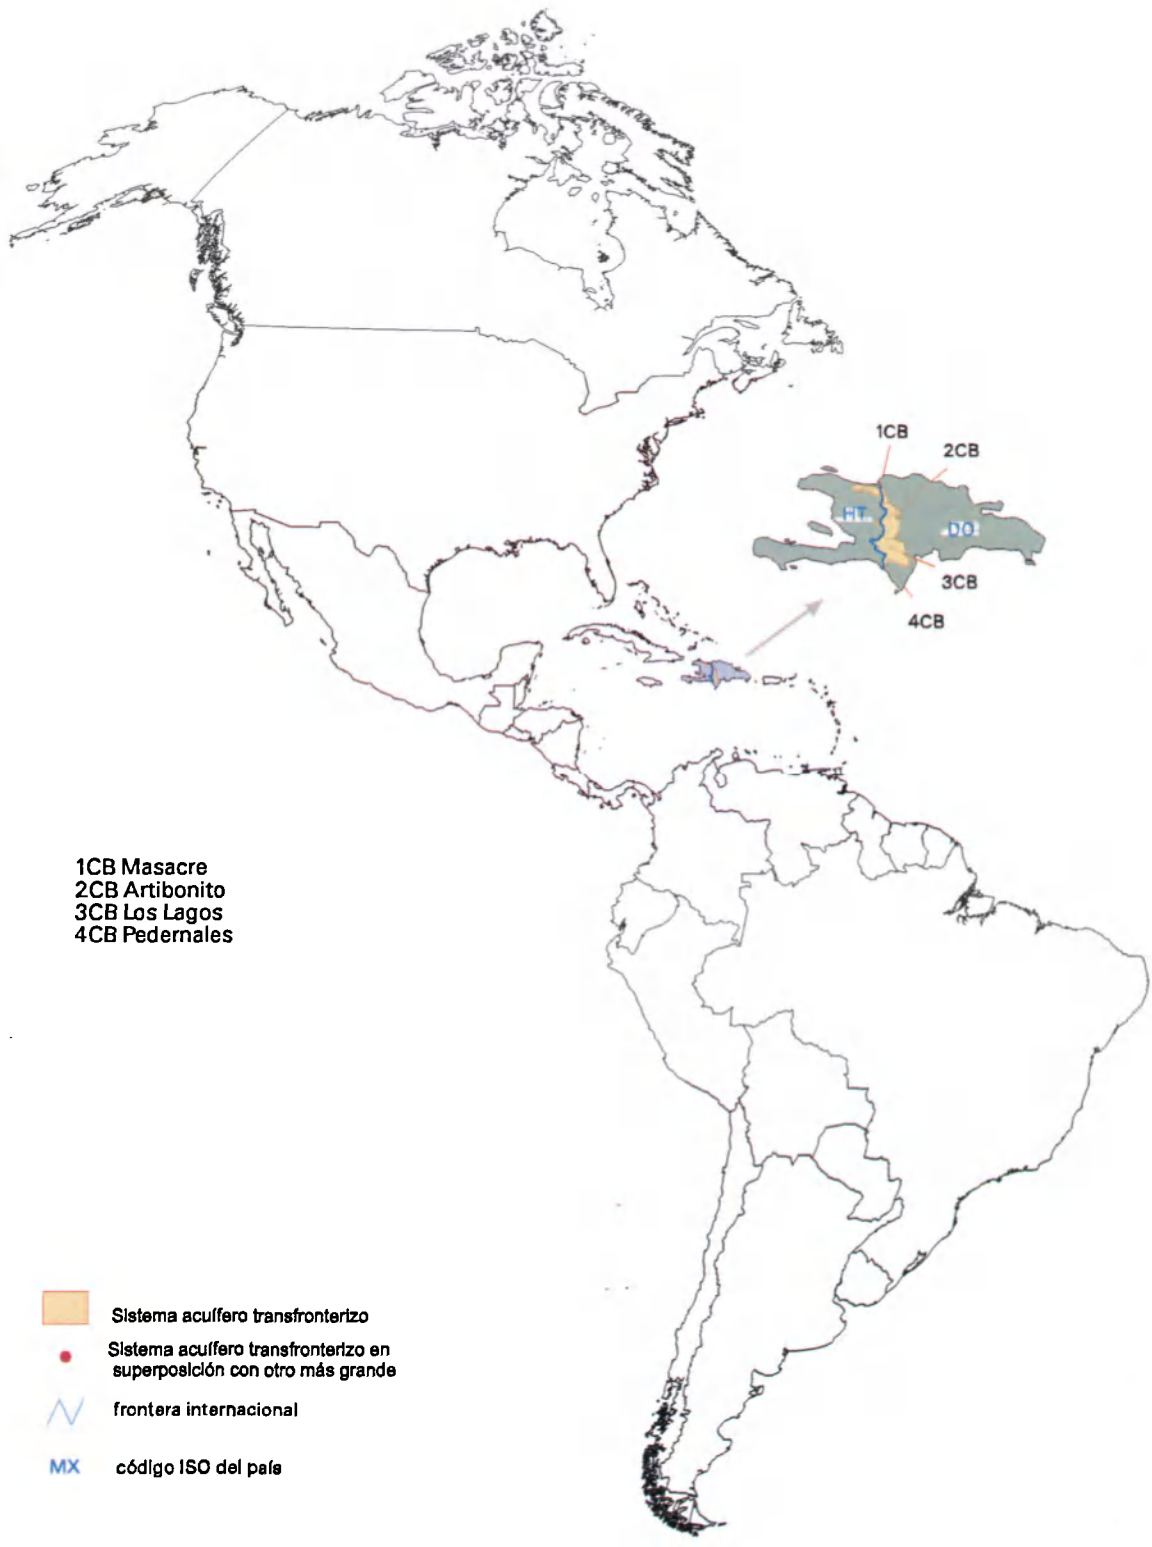 1CB
2CB
HT
DO
3CB
4CB
1CB Masacre
2CB Artibonito
3CB Los Lagos
4CB Pedernales
Sistema acuífero transfronterizo
Sistema acuífero transfronterizo en
superposición con otro más grande
frontera internacional
MX código ISO del país